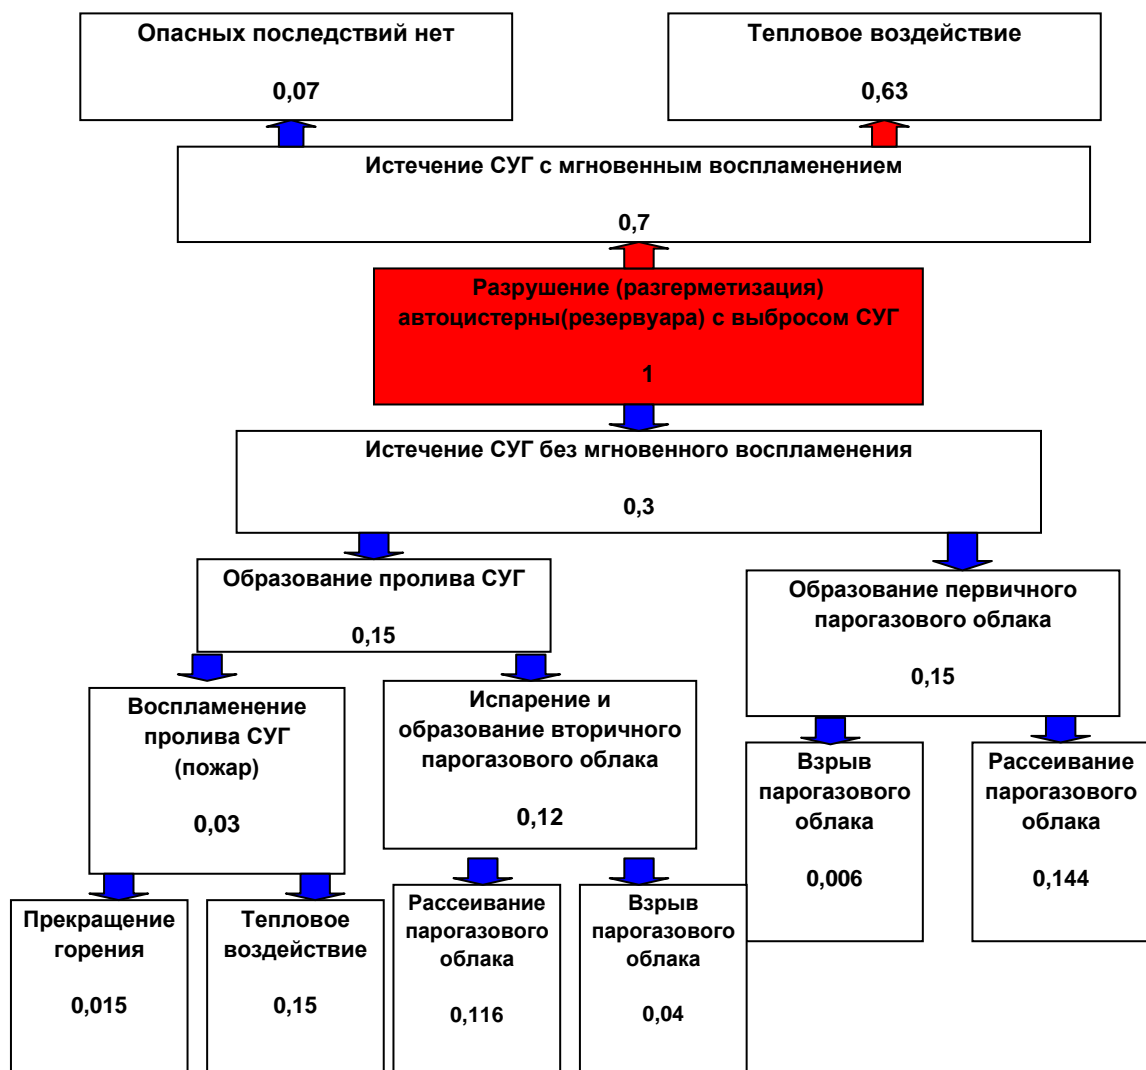 Опасных последствий нет
0,07
Тепловое воздействие
0,63
Истечение СУГ с мгновенным воспламенением
0,7
Разрушение (разгерметизация)
автоцистерны(резервуара) с выбросом СУГ
1
Истечение СУГ без мгновенного воспламенения
0,3
Образование пролива СУГ
0,15
Образование первичного
парогазового облака
0,15
Воспламенение
пролива СУГ
(пожар)
0,03
Испарение и
образование вторичного
парогазового облака
0,12
Взрыв
парогазового
облака
0,006
Рассеивание
парогазового
облака
0,144
Прекращение
горения
0,015
Тепловое
воздействие
0,15
Рассеивание
парогазового
облака
0,116
Взрыв
парогазового
облака
0,04